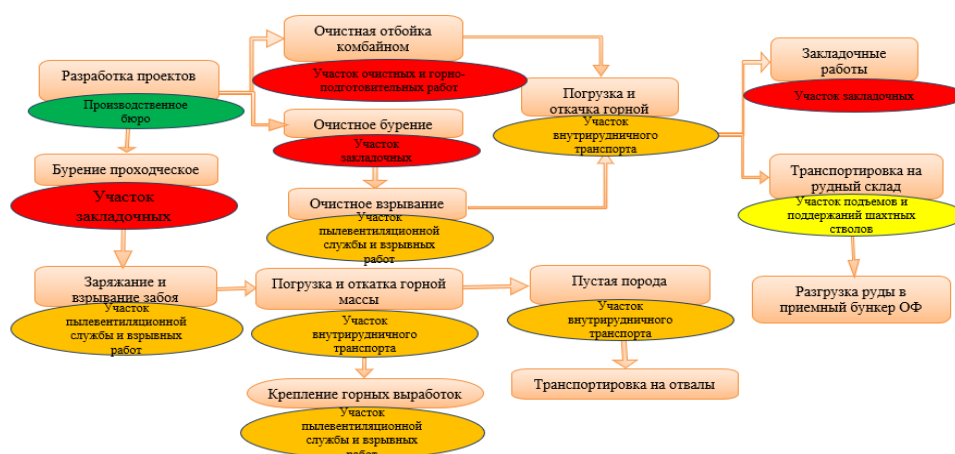 Очистная отбойка
комбайном
Участок очистных и горно-
подготовительных работ
Разработка проектов
Производственное
бюро
Закладочные
работы
Участок закладочных
Погрузка и
откачка горной
Участок
внутрирудничного
транспорта
Очистное бурение
Участок
закладочных
Бурение проходческое
Участок
закладочных
Транспортировка на
рудный склад
Участок подъемов и
поддержаний шахтных
стволов
Очистное взрывание
Участок
пылевентиляционной
службы и взрывных
работ
Заряжание и
взрывание забоя
Участок
пылевентиляционной
службы и взрывных
работ
Погрузка и откатка горной
массы
Участок
внутрирудничного
транспорта
Пустая порода
Участок
внутрирудничного
транспорта
Разгрузка руды в
приемный бункер ОФ
Крепление горных выработок
Участок
пылевентиляционной
службы и взрывных
работ
Транспортировка на отвалы